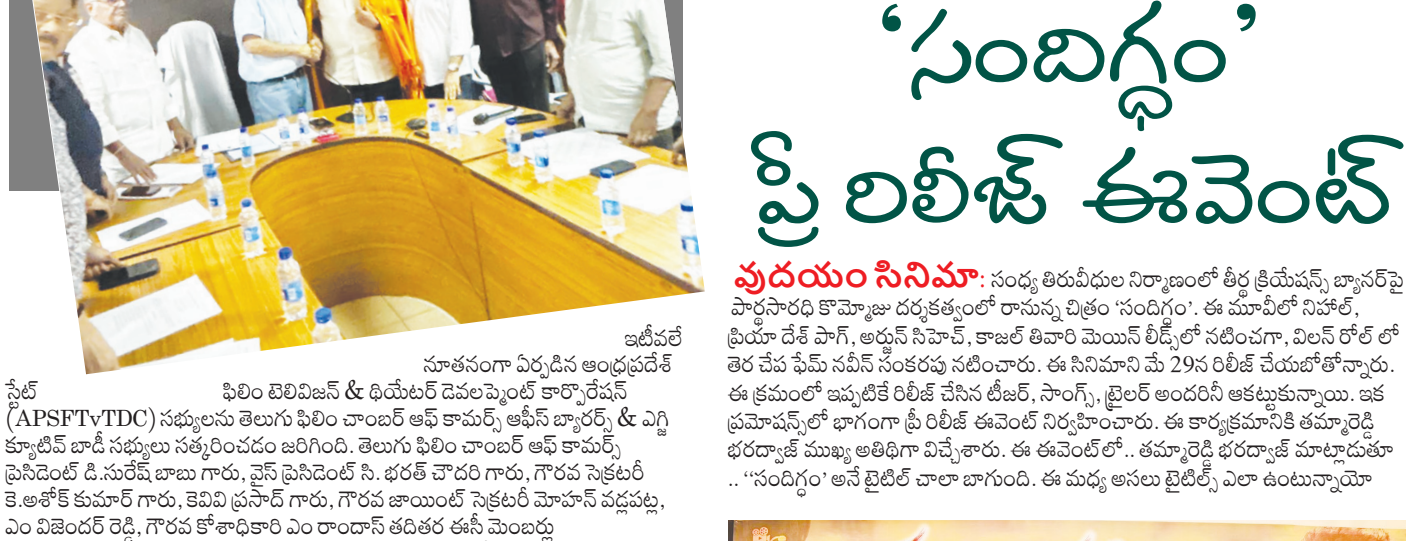 ఇటీవలే
నూతనంగా ఏర్పడిన ఆంధ్రప్రదేశ్
స్టేట్ ఫిలిం టెలివిజన్ & థియేటర్ డెవలప్మెంట్ కార్పొరేషన్
(APSFTvTDC) సభ్యులను తెలుగు ఫిలిం చాంబర్ ఆఫ్ కామర్స్ ఆఫీస్ బ్యారర్స్ & ఎగ్జి
క్యూటివ్ బాడీ సభ్యులు సత్కరించడం జరిగింది. తెలుగు ఫిలిం చాంబర్ ఆఫ్ కామర్స్
ప్రెసిడెంట్ డి.సురేష్ బాబు గారు, వైస్ ప్రెసిడెంట్ సి. భరత్ చౌదరి గారు, గౌరవ సెక్రటరీ
కె.అశోక్ కుమార్ గారు, కెవివి ప్రసాద్ గారు, గౌరవ జాయింట్ సెక్రటరీ మోహన్ వడ్లపట్ల,
ఎం విజెందర్ రెడ్డి, గౌరవ కోశాధికారి ఎం రాందాస్ తదితర ఈసీ మెంబర్లు
‘సందిగ్ధం’
ప్రీ రిలీజ్ ఈవెంట్
వుదయం సినిమా: సంధ్య తిరువీధుల నిర్మాణంలో తీర్థ క్రియేషన్స్ బ్యానర్‌పై
పార్థసారధి కొమ్మోజు దర్శకత్వంలో రానున్న చిత్రం ‘సందిగ్ధం’. ఈ మూవీలో నిహాల్,
ప్రియా దేశ్ పాగ్, అర్జున్ సిహెచ్, కాజల్ తివారి మెయిన్ లీడ్స్‌లో నటించగా, విలన్ రోల్ లో
తెర చేప ఫేమ్ నవీన్ సంకరపు నటించారు. ఈ సినిమాని మే 29న రిలీజ్ చేయబోతోన్నారు.
ఈ క్రమంలో ఇప్పటికే రిలీజ్ చేసిన టీజర్, సాంగ్స్, ట్రైలర్ అందరినీ ఆకట్టుకున్నాయి. ఇక
ప్రమోషన్స్‌లో భాగంగా ప్రీ రిలీజ్ ఈవెంట్ నిర్వహించారు. ఈ కార్యక్రమానికి తమ్మారెడ్డి
భరద్వాజ్ ముఖ్య అతిథిగా విచ్చేశారు. ఈ ఈవెంట్‌లో.. తమ్మారెడ్డి భరద్వాజ్ మాట్లాడుతూ
.. ‘‘సందిగ్ధం’ అనే టైటిల్ చాలా బాగుంది. ఈ మధ్య అసలు టైటిల్స్ ఎలా ఉంటున్నాయో